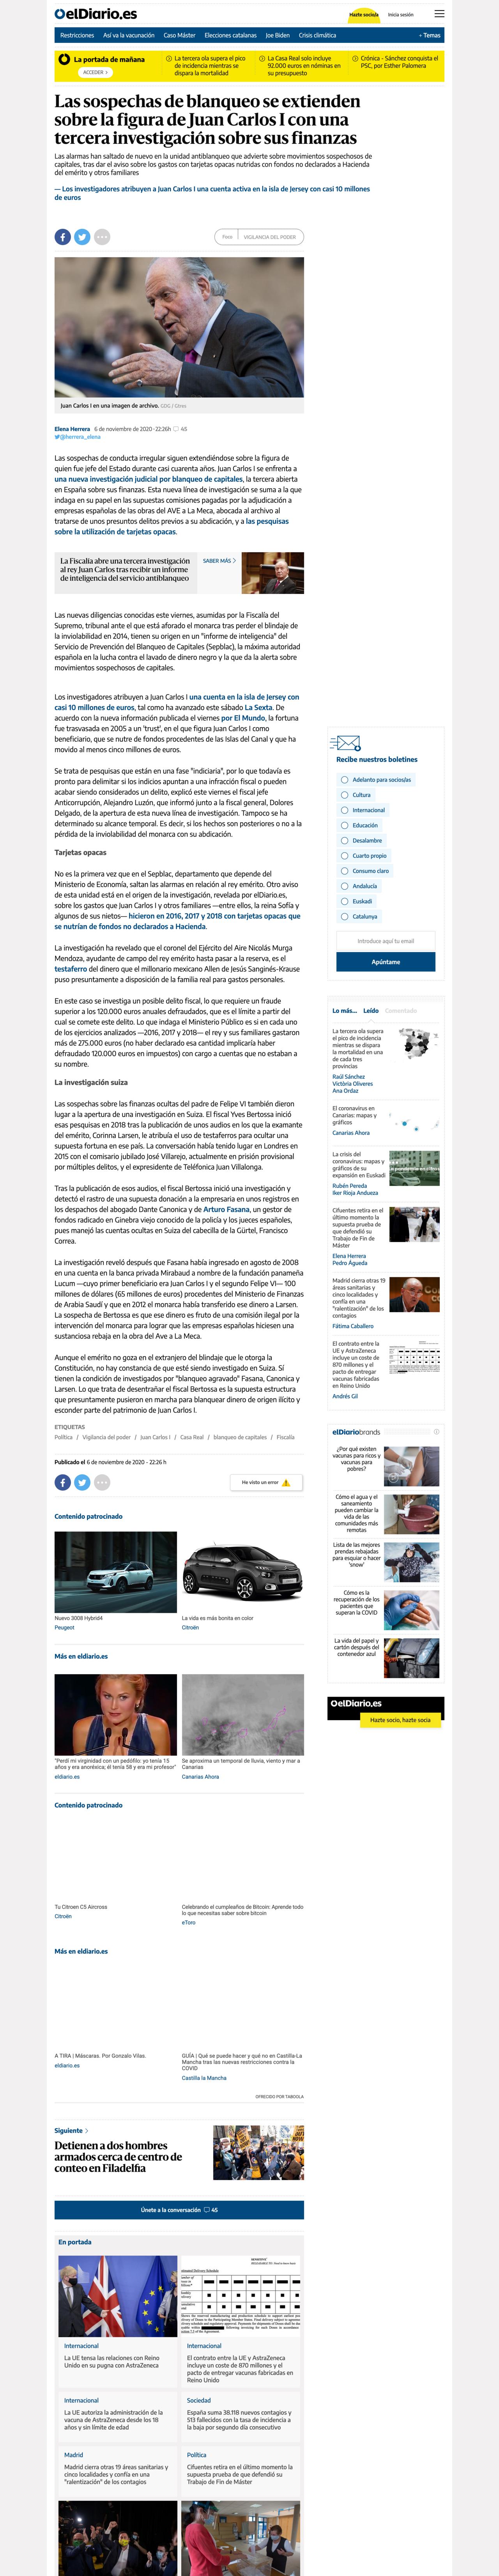 elDiario.es
Hazte socio/a
Inicia sesión
Restricciones
Así va la vacunación
Caso Máster
Elecciones catalanas
Joe Biden
Crisis climática
+ Temas
La portada de mañana
ACCEDER
La tercera ola supera el pico
de incidencia mientras se
dispara la mortalidad
La Casa Real solo incluye
92.000 euros en nóminas en
su presupuesto
Crónica - Sánchez conquista el
PSC, por Esther Palomera
Las sospechas de blanqueo se extienden
sobre la figura de Juan Carlos I con una
tercera investigación sobre sus finanzas
Las alarmas han saltado de nuevo en la unidad antiblanqueo que advierte sobre movimientos sospechosos de
capitales, tras dar el aviso sobre los gastos con tarjetas opacas nutridas con fondos no declarados a Hacienda
del emérito y otros familiares
— Los investigadores atribuyen a Juan Carlos I una cuenta activa en la isla de Jersey con casi 10 millones
de euros
Foco
VIGILANCIA DEL PODER
Juan Carlos I en una imagen de archivo.
Elena Herrera 6 de noviembre de 2020 - 22:26h 45
@herrera_elena
Las sospechas de conducta irregular siguen extendiéndose sobre la figura de
quien fue jefe del Estado durante casi cuarenta años. Juan Carlos I se enfrenta a
una nueva investigación judicial por blanqueo de capitales, la tercera abierta
en España sobre sus finanzas. Esta nueva línea de investigación se suma a la que
indaga en su papel en las supuestas comisiones pagadas por la adjudicación a
empresas españolas de las obras del AVE a La Meca, abocada al archivo al
tratarse de unos presuntos delitos previos a su abdicación, y a las pesquisas
sobre la utilización de tarjetas opacas.
La Fiscalía abre una tercera investigación
al rey Juan Carlos tras recibir un informe
de inteligencia del servicio antiblanqueo
SABER MÁS
Las nuevas diligencias conocidas este viernes, asumidas por la Fiscalía del
Supremo, tribunal ante el que está aforado el monarca tras perder el blindaje de
la inviolabilidad en 2014, tienen su origen en un "informe de inteligencia" del
Servicio de Prevención del Blanqueo de Capitales (Sepblac), la máxima autoridad
española en la lucha contra el lavado de dinero negro y la que da la alerta sobre
movimientos sospechosos de capitales.
Los investigadores atribuyen a Juan Carlos I una cuenta en la isla de Jersey con
casi 10 millones de euros, tal como ha avanzado este sábado La Sexta. De
acuerdo con la nueva información publicada el viernes por El Mundo, la fortuna
fue trasvasada en 2005 a un 'trust', en el que figura Juan Carlos I como
beneficiario, que se nutre de fondos procedentes de las Islas del Canal y que ha
movido al menos cinco millones de euros.
Se trata de pesquisas que están en una fase "indiciaria", por lo que todavía es
pronto para delimitar si los indicios que apuntan a una infracción fiscal o pueden
acabar siendo considerados un delito, explicó este viernes el fiscal jefe
Anticorrupción, Alejandro Luzón, que informó junto a la fiscal general, Dolores
Delgado, de la apertura de esta tercera línea de investigación. Tampoco se ha
determinado su alcance temporal. Es decir, si los hechos son posteriores o no a la
pérdida de la inviolabilidad del monarca con su abdicación.
Tarjetas opacas
No es la primera vez que en el Sepblac, departamento que depende del
Ministerio de Economía, saltan las alarmas en relación al rey emérito. Otro aviso
de esta unidad está en el origen de la investigación, revelada por elDiario.es,
sobre los gastos que el rey Juan Carlos I y otros familiares —entre ellos, la reina Sofía y
algunos de sus nietos— hicieron en 2016, 2017 y 2018 con tarjetas opacas que
se nutrían de fondos no declarados a Hacienda.
La investigación ha revelado que el coronel del Ejército del Aire Nicolás Murga
Mendoza, ayudante de campo del rey emérito hasta pasar a la reserva, es el
testaferro del dinero que el millonario mexicano Allen de Jesús Sanginés-Krause
puso presuntamente a disposición de la familia real para gastos personales.
En este caso se investiga un posible delito fiscal, lo que requiere un fraude
superior a los 120.000 euros anuales defraudados, que es el límite a partir del
cual se comete este delito. Lo que indaga el Ministerio Público es si en cada uno
de los ejercicios analizados —2016, 2017 y 2018— el rey y sus familiares gastaron
más de 275.000 euros (no haber declarado esa cantidad implicaría haber
defraudado 120.000 euros en impuestos) con cargo a cuentas que no estaban a
su nombre.
La investigación suiza
Las sospechas sobre las finanzas ocultas del padre de Felipe VI también dieron
lugar a la apertura de una investigación en Suiza. El fiscal Yves Bertossa inició
esas pesquisas en 2018 tras la publicación de unos audios en los que la examiga
del emérito, Corinna Larsen, le atribuía el uso de testaferros para ocultar una
supuesta fortuna en ese país. La conversación había tenido lugar en Londres en
2015 con el comisario jubilado José Villarejo, actualmente en prisión provisional
por múltiples delitos, y el expresidente de Telefónica Juan Villalonga.
Tras la publicación de esos audios, el fiscal Bertossa inició gestiones y detectó
detectó el rastro de una supuesta donación a la empresaria en unos registros en
los despachos del abogado Dante Canonica y de Arturo Fasana, un gestor de
fondos radicado en Ginebra viejo conocido de la policía y los jueces españoles,
pues manejó las cuentas ocultas en Suiza del cabecilla de la Gürtel, Francisco
Correa.
La investigación reveló después que Fasana había ingresado en agosto de 2008
en una cuenta en la banca privada Mirabaud a nombre de la fundación panameña
Lucum —cuyo primer beneficiario era Juan Carlos I y el segundo Felipe VI— 100
millones de dólares (65 millones de euros) procedentes del Ministerio de Finanzas
de Arabia Saudí y que en 2012 el monarca había transferido ese dinero a Larsen.
La sospecha de Bertossa es que ese dinero es fruto de una comisión ilegal por la
intervención del monarca para lograr que las empresas españolas hiciesen una
sustanciosa rebaja en la obra del Ave a La Meca.
Aunque el emérito no goza en el extranjero del blindaje que le otorga la
Constitución, no hay constancia de que esté siendo investigado en Suiza. Sí
tienen la condición de investigados por "blanqueo agravado" Fasana, Canonica y
Larsen. Lo que trata de desentrañar el fiscal Bertossa es la supuesta estructura
que presuntamente pusieron en marcha para blanquear dinero de origen ilícito y
esconder parte del patrimonio de Juan Carlos I.
ETIQUETAS
Política / Vigilancia del poder / Juan Carlos I / Casa Real / blanqueo de capitales / Fiscalía
Publicado el 6 de noviembre de 2020 - 22:26 h
He visto un error
Contenido patrocinado
Nuevo 3008 Hybrid4
Peugeot
La vida es más bonita en color
Citroën
Más en eldiario.es
"Perdí mi virginidad con un pedófilo: yo tenía 15
años y era anoréxica; él tenía 58 y era mi profesor"
eldiario.es
Se aproxima un temporal de lluvia, viento y mar a
Canarias
Canarias Ahora
Contenido patrocinado
Tu Citroen C5 Aircross
Citroën
Celebrando el cumpleaños de Bitcoin: Aprende todo
lo que necesitas saber sobre bitcoin
eToro
Más en eldiario.es
A TIRA | Máscaras. Por Gonzalo Vilas.
eldiario.es
GUÍA | Qué se puede hacer y qué no en Castilla-La
Mancha tras las nuevas restricciones contra la
COVID
Castilla la Mancha
OFRECIDO POR TABOOLA
Siguiente
Detienen a dos hombres
armados cerca de centro de
conteo en Filadelfia
Únete a la conversación 45
En portada
Internacional
La UE tensa las relaciones con Reino
Unido en su pugna con AstraZeneca
Internacional
El contrato entre la UE y AstraZeneca
incluye un coste de 870 millones y el
pacto de entregar vacunas fabricadas en
Reino Unido
Internacional
La UE autoriza la administración de la
vacuna de AstraZeneca desde los 18
años y sin límite de edad
Sociedad
España suma 38.118 nuevos contagios y
513 fallecidos con la tasa de incidencia a
la baja por segundo día consecutivo
Madrid
Madrid cierra otras 19 áreas sanitarias y
cinco localidades y confía en una
"ralentización" de los contagios
Política
Cifuentes retira en el último momento la
supuesta prueba de que defendió su
Trabajo de Fin de Máster
Recibe nuestros boletines
Adelanto para socios/as
Cultura
Internacional
Educación
Desalambre
Cuarto propio
Consumo claro
Andalucía
Euskadi
Catalunya
Introduce aquí tu email
Apúntame
Lo más... Leído Comentado
La tercera ola supera
el pico de incidencia
mientras se dispara
la mortalidad en una
de cada tres
provincias
Raúl Sánchez
Victòria Oliveres
Ana Ordaz
El coronavirus en
Canarias: mapas y
gráficos
Canarias Ahora
La crisis del
coronavirus: mapas y
gráficos de su
expansión en Euskadi
Rubén Pereda
Iker Rioja Andueza
Cifuentes retira en el
último momento la
supuesta prueba de
que defendió su
Trabajo de Fin de
Máster
Elena Herrera
Pedro Águeda
Madrid cierra otras 19
áreas sanitarias y
cinco localidades y
confía en una
"ralentización" de los
contagios
Fátima Caballero
El contrato entre la
UE y AstraZeneca
incluye un coste de
870 millones y el
pacto de entregar
vacunas fabricadas
en Reino Unido
Andrés Gil
elDiariobrands
¿Por qué existen
vacunas para ricos y
vacunas para
pobres?
Cómo el agua y el
saneamiento
pueden cambiar la
vida de las
comunidades más
remotas
Lista de las mejores
prendas rebajadas
para esquiar o hacer
'snow'
Cómo es la
recuperación de los
pacientes que
superan la COVID
La vida del papel y
cartón después del
contenedor azul
elDiario.es
Hazte socio, hazte socia